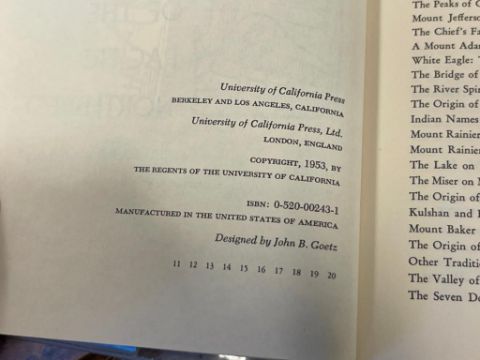 University of California Press
BERKELEY AND LOS ANGELES, CALIFORNIA
University of California Press, Ltd.
LONDON, ENGLAND
COPYRIGHT, 1953, BY
THE REGENTS OF THE UNIVERSITY OF CALIFORNIA
ISBN: 0-520-00243-1
MANUFACTURED IN THE UNITED STATES OF AMERICA
Designed by John B. Goetz
11 12 13 14 15 16 17 18 19 20
The Peaks of
Mount Jefferso
The Chief's Fa
A Mount Ada
White Eagle:
The Bridge of
The River Spi
The Origin of
Indian Names
Mount Rainier
Mount Rainie
The Lake on
The Miser on
The Origin of
Kulshan and
Mount Baker
The Origin of
Other Traditi
The Valley of
The Seven De